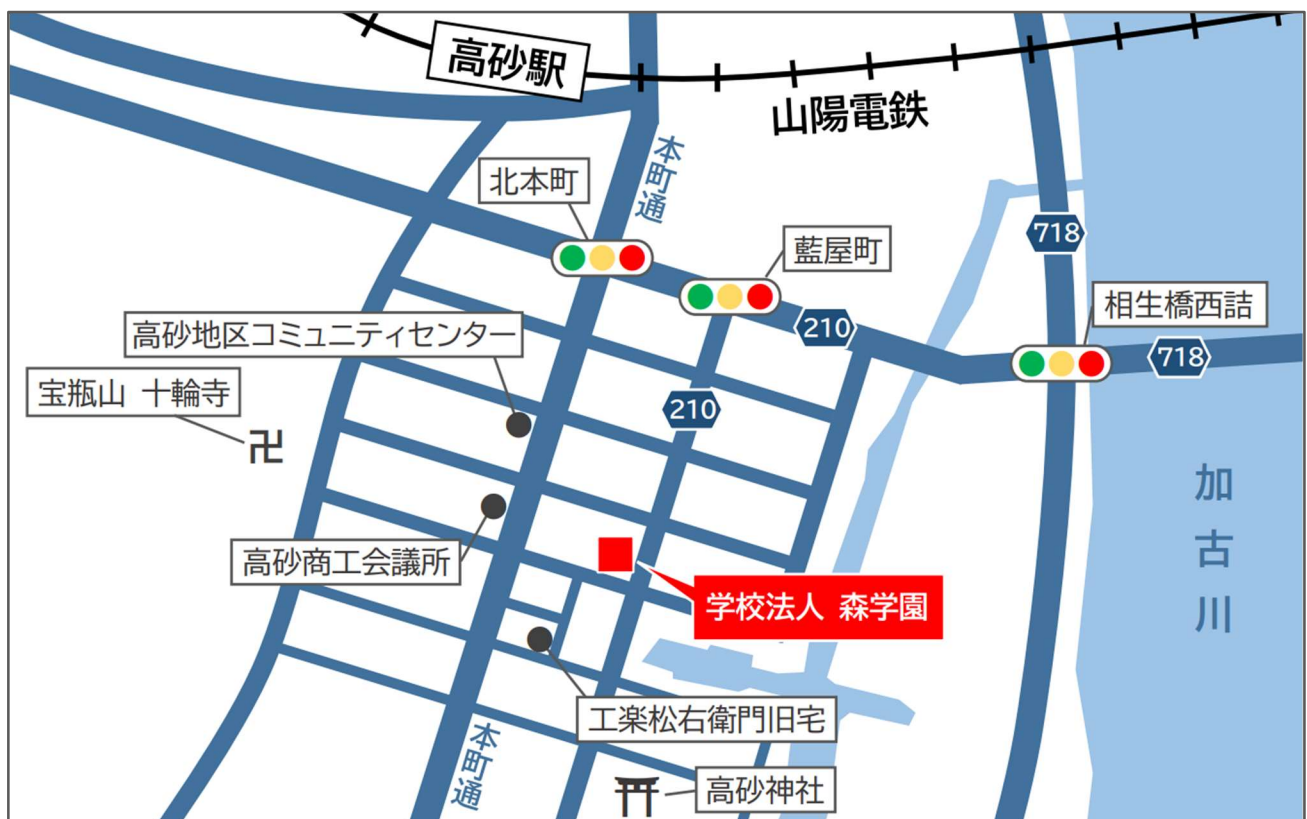 高砂駅
山陽電鉄
本町通
北本町
藍屋町
718
相生橋西詰
高砂地区コミュニティセンター
210
718
宝瓶山 十輪寺
210
加古川
高砂商工会議所
学校法人 森学園
工楽松右衛門旧宅
本町通
高砂神社